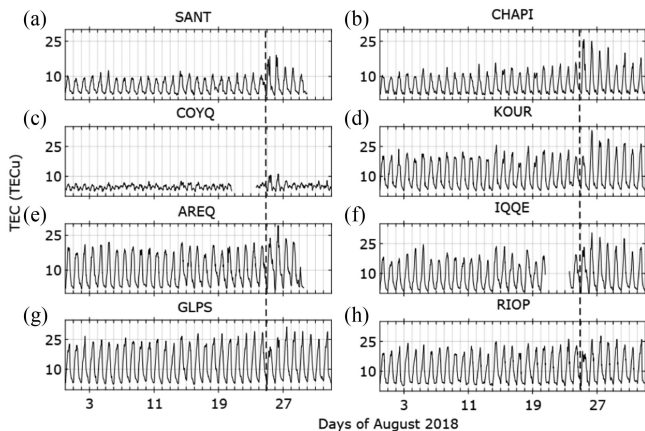 (a) SANT (b) CHAPI
25 25
10 10
(c) COYQ (d) KOUR
25 25
10 10
TEC (TECu)
(e) AREQ (f) IQQE
25 25
10 10
(g) GLPS (h) RIOP
25 25
10 10
3 11 19 27 3 11 19 27
Days of August 2018